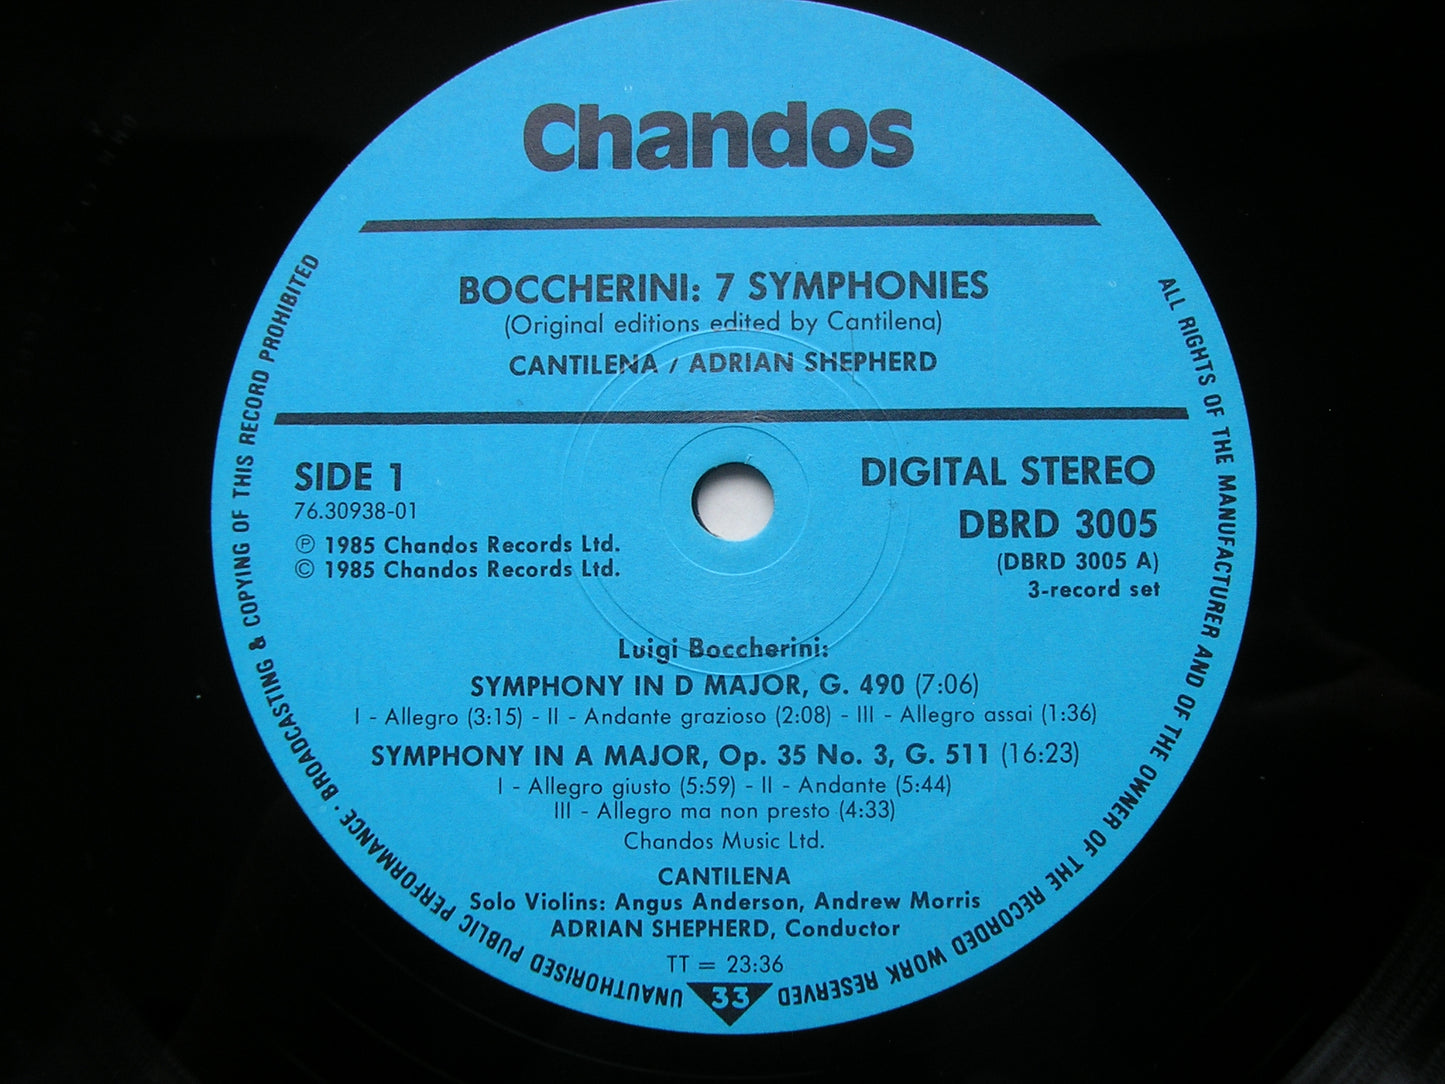 Chandos
BOCCHERINI: 7 SYMPHONIES
(Original editions edited by Cantilena)
CANTILENA / ADRIAN SHEPHERD
SIDE 1
76.30938-01
Ⓟ 1985 Chandos Records Ltd.
© 1985 Chandos Records Ltd.
DIGITAL STEREO
DBRD 3005
(DBRD 3005 A)
3-record set
Luigi Boccherini:
SYMPHONY IN D MAJOR, G. 490 (7:06)
I - Allegro (3:15) - II - Andante grazioso (2:08) - III - Allegro assai (1:36)
SYMPHONY IN A MAJOR, Op. 35 No. 3, G. 511 (16:23)
I - Allegro giusto (5:59) - II - Andante (5:44)
III - Allegro ma non presto (4:33)
Chandos Music Ltd.
CANTILENA
Solo Violins: Angus Anderson, Andrew Morris
ADRIAN SHEPHERD, Conductor
TT = 23:36
33
ALL RIGHTS OF THE MANUFACTURER AND OF THE OWNER OF THE RECORDED WORK RESERVED
UNAUTHORISED PUBLIC PERFORMANCE · BROADCASTING & COPYING OF THIS RECORD PROHIBITED